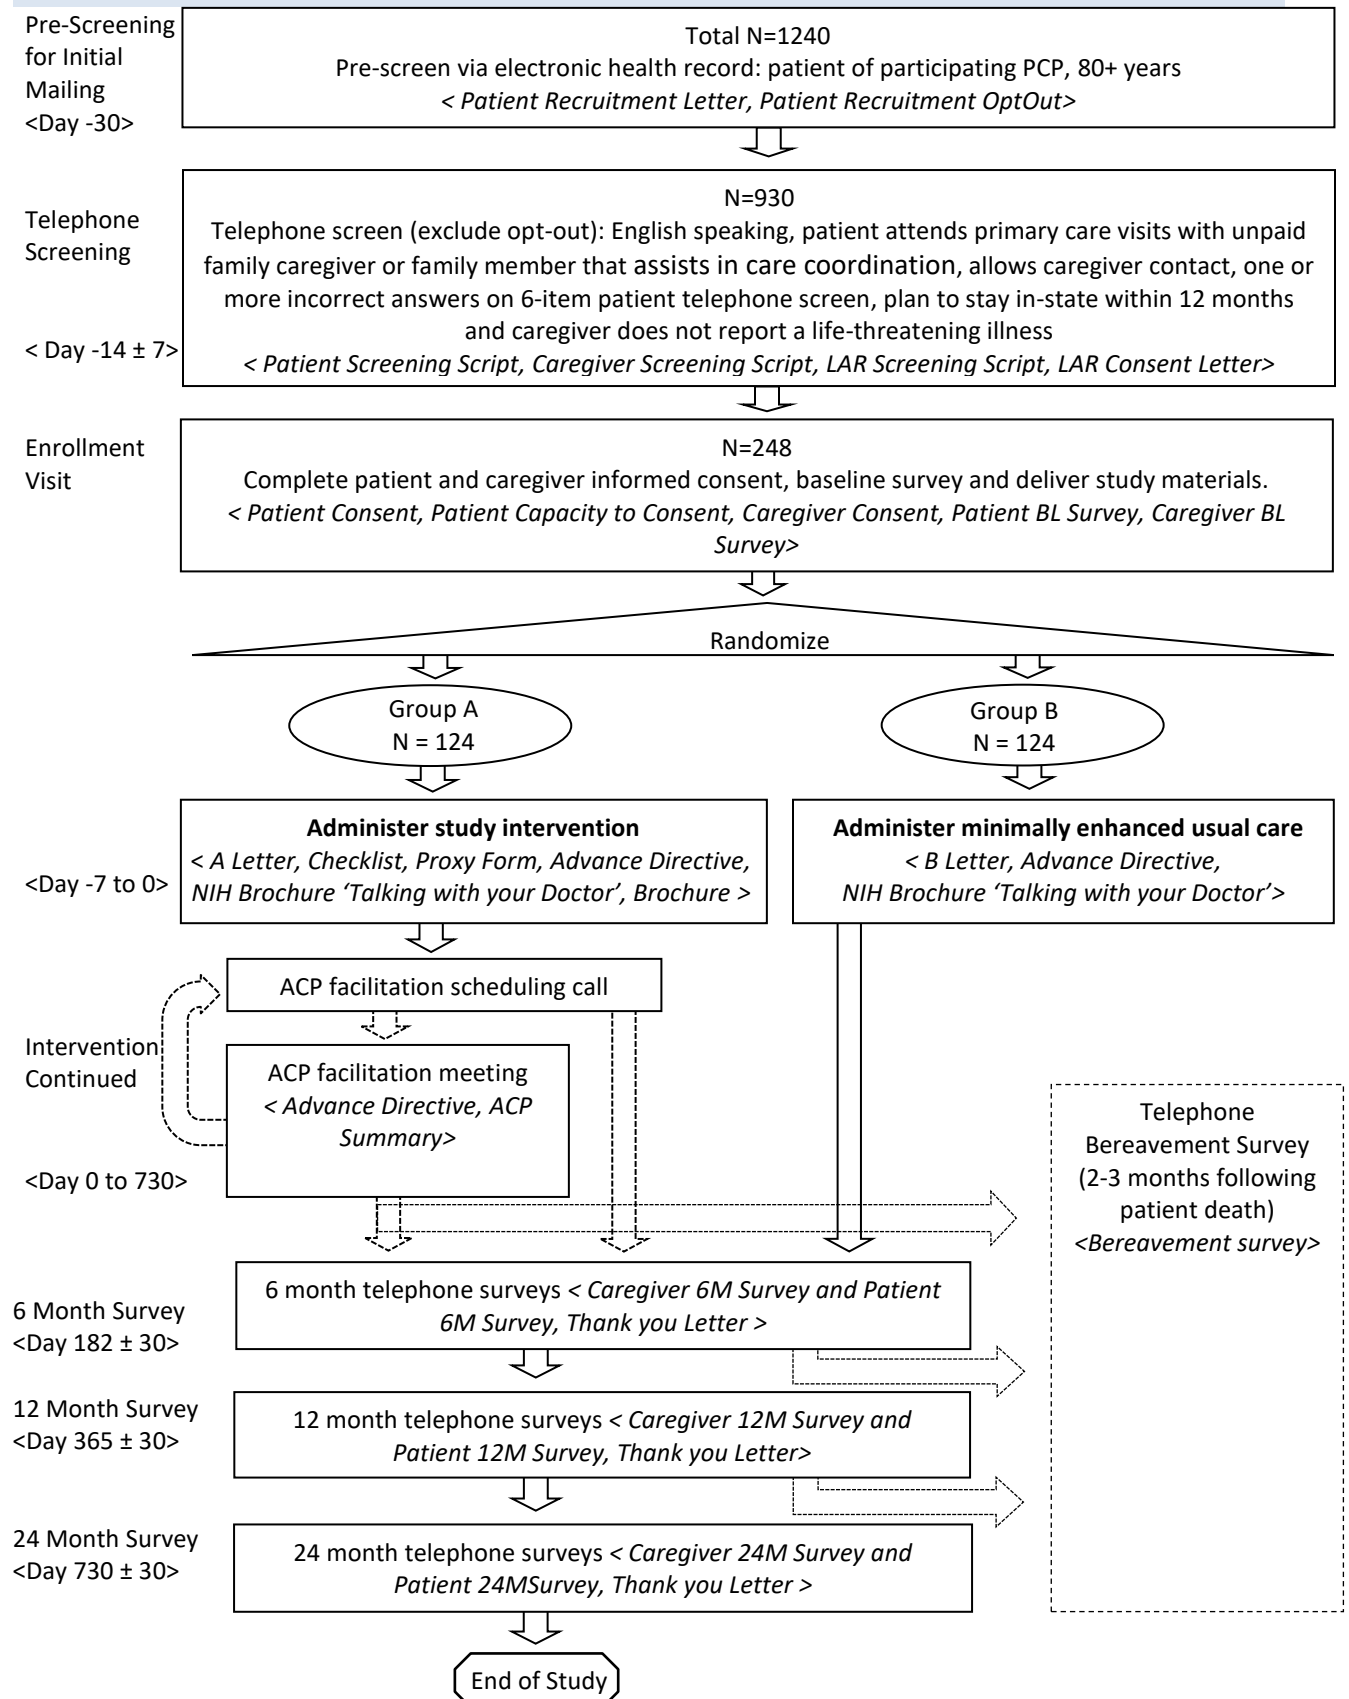 Pre-Screening
for Initial
Mailing
<Day -30>
Total N=1240
Pre-screen via electronic health record: patient of participating PCP, 80+ years
< Patient Recruitment Letter, Patient Recruitment OptOut>
Telephone
Screening
< Day -14 ± 7>
N=930
Telephone screen (exclude opt-out): English speaking, patient attends primary care visits with unpaid
family caregiver or family member that assists in care coordination, allows caregiver contact, one or
more incorrect answers on 6-item patient telephone screen, plan to stay in-state within 12 months
and caregiver does not report a life-threatening illness
< Patient Screening Script, Caregiver Screening Script, LAR Screening Script, LAR Consent Letter>
Enrollment
Visit
N=248
Complete patient and caregiver informed consent, baseline survey and deliver study materials.
< Patient Consent, Patient Capacity to Consent, Caregiver Consent, Patient BL Survey, Caregiver BL
Survey>
Randomize
Group A
N = 124
Group B
N = 124
<Day -7 to 0>
Administer study intervention
< A Letter, Checklist, Proxy Form, Advance Directive,
NIH Brochure ‘Talking with your Doctor’, Brochure >
Administer minimally enhanced usual care
< B Letter, Advance Directive,
NIH Brochure ‘Talking with your Doctor’>
ACP facilitation scheduling call
Intervention
Continued
<Day 0 to 730>
ACP facilitation meeting
< Advance Directive, ACP
Summary>
Telephone
Bereavement Survey
(2-3 months following
patient death)
<Bereavement survey>
6 Month Survey
<Day 182 ± 30>
6 month telephone surveys < Caregiver 6M Survey and Patient
6M Survey, Thank you Letter >
12 Month Survey
<Day 365 ± 30>
12 month telephone surveys < Caregiver 12M Survey and
Patient 12M Survey, Thank you Letter>
24 Month Survey
<Day 730 ± 30>
24 month telephone surveys < Caregiver 24M Survey and
Patient 24MSurvey, Thank you Letter >
End of Study